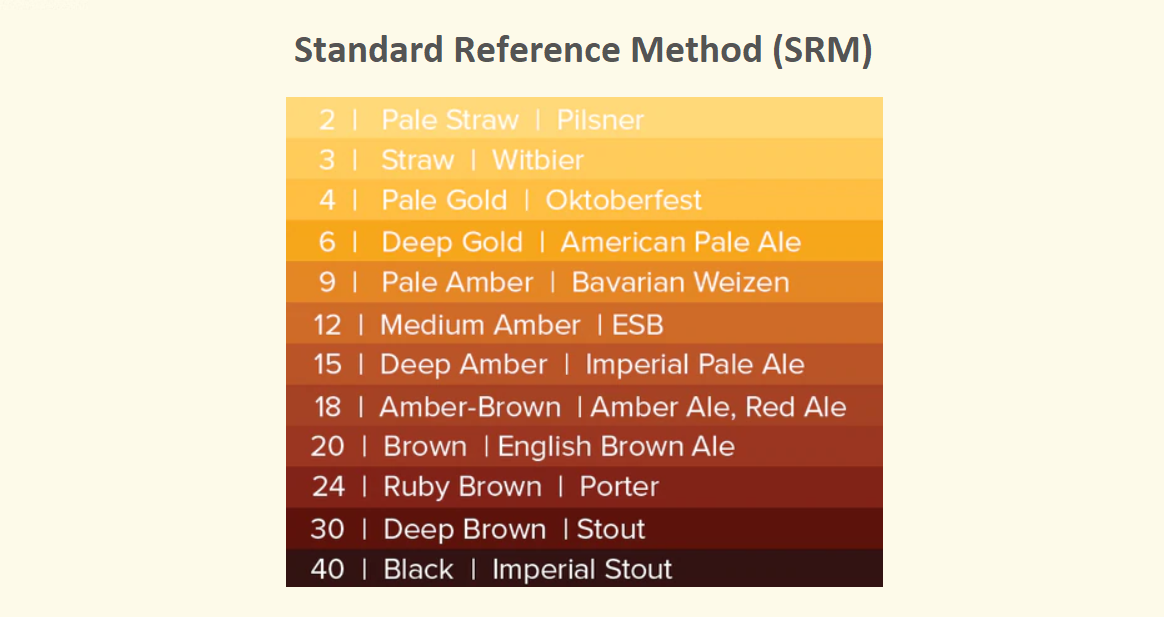 Standard Reference Method (SRM)
2 | Pale Straw | Pilsner
3 | Straw | Witbier
4 | Pale Gold | Oktoberfest
6 | Deep Gold | American Pale Ale
9 | Pale Amber | Bavarian Weizen
12 | Medium Amber | ESB
15 | Deep Amber | Imperial Pale Ale
18 | Amber-Brown | Amber Ale, Red Ale
20 | Brown | English Brown Ale
24 | Ruby Brown | Porter
30 | Deep Brown | Stout
40 | Black | Imperial Stout